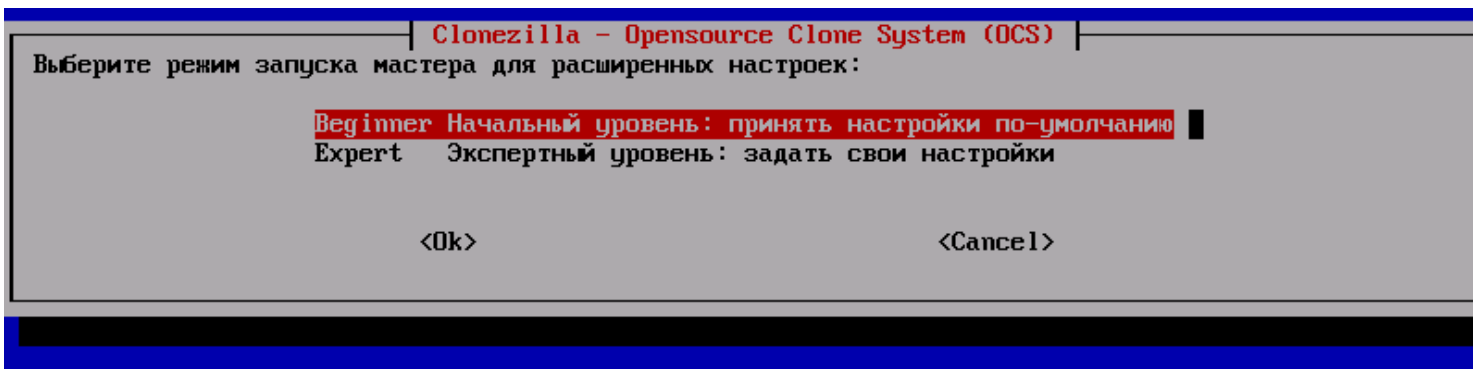 Clonezilla - Opensource Clone System (OCS)
Выберите режим запуска мастера для расширенных настроек:
Beginner Начальный уровень: принять настройки по-умолчанию
Expert Экспертный уровень: задать свои настройки
<Ok> <Cancel>